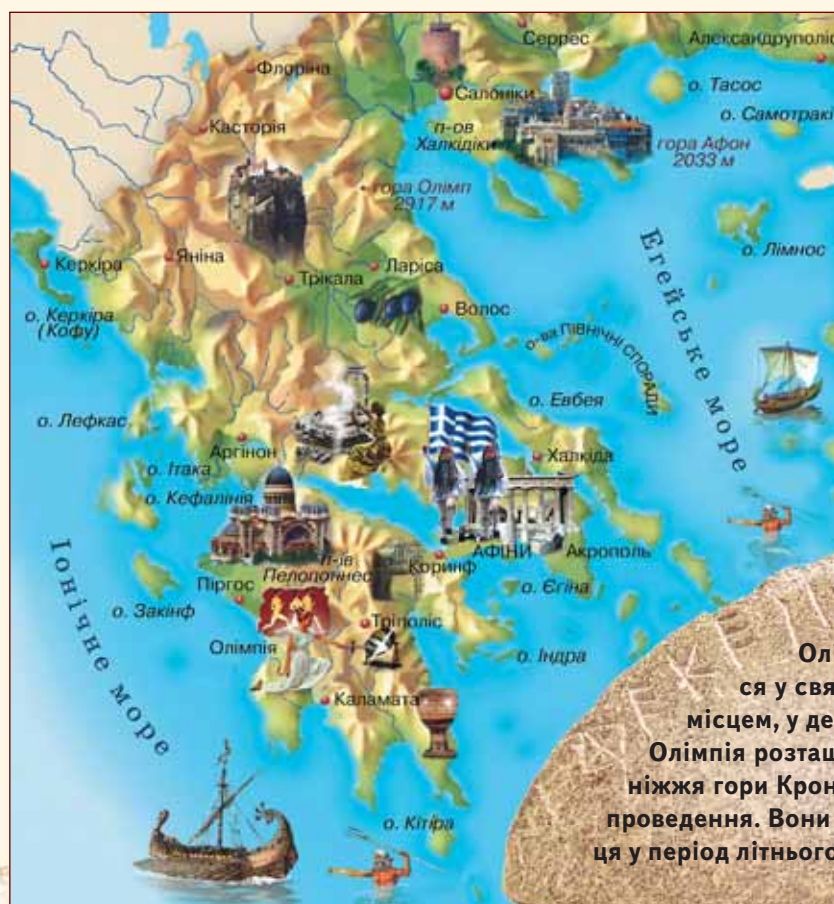 Серрес
Александруполіс
Флоріна
Салоніки
о. Тасос
о. Самотракі
Касторія
п-ов
Халкідіки
гора Афон
2033 м
гора Олімп
2917 м
о. Лімнос
Керкіра
Яніна
Ларіса
Трікала
Егейське море
о. Керкіра
(Кофу)
Волос
о-ва ПІВНІЧНІ СПОРАДИ
о. Евбея
о. Лефкас
Аргінон
Халкіда
о. Ітака
о. Кефалінія
п-ів
Пелопоннес
Коринф
АФІНИ
Акрополь
Піргос
о. Єгіна
Іонічне море
о. Закінф
Тріполіс
Олімпія
о. Індра
Каламата
о. Кітіра
Ол
ся у свя
місцем, у де
Олімпія розташ
ніжжя гори Крон
проведення. Вони
ця у період літнього